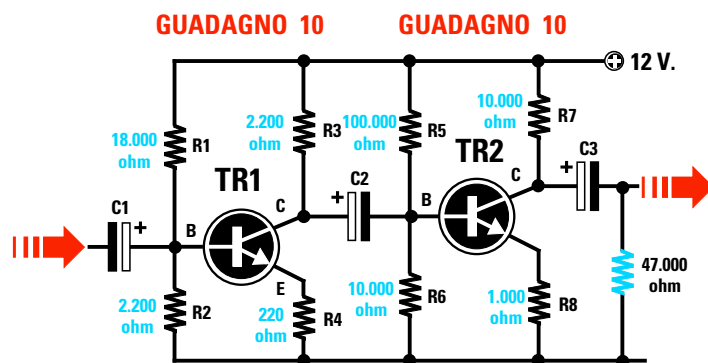 GUADAGNO 10
GUADAGNO 10
12 V.
18.000
ohm
R1
2.200
ohm
R3
100.000
ohm
R5
10.000
ohm
R7
TR1
TR2
C1
+
B
C
E
+
C2
B
C
+
C3
2.200
ohm
R2
220
ohm
R4
10.000
ohm
R6
1.000
ohm
R8
47.000
ohm